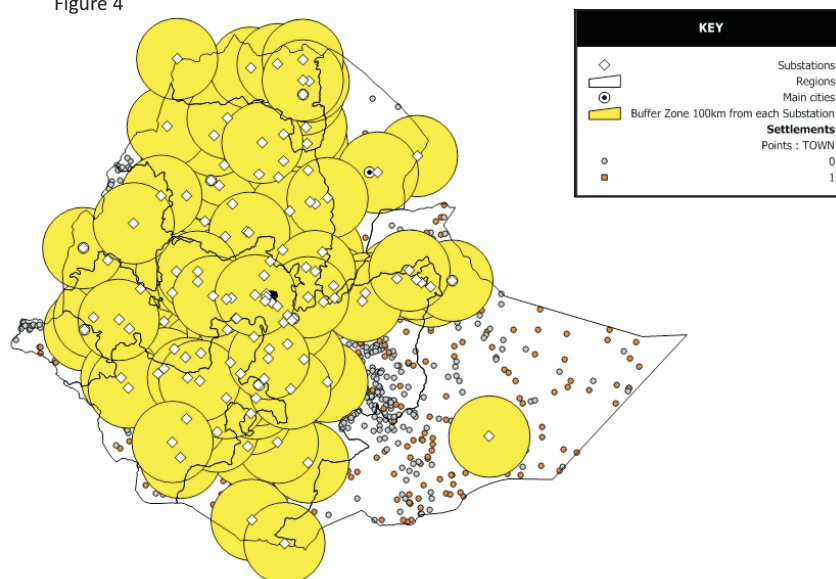 Figure 4
KEY
Substations
Regions
Main cities
Buffer Zone 100km from each Substation
Settlements
Points : TOWN
0
1